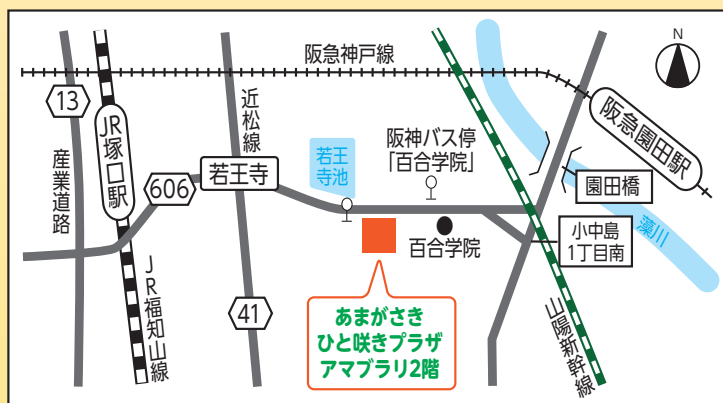 阪急神戸線
N
13
JR塚口駅
近松線
阪急園田駅
産業道路
606
若王寺
若王
寺池
阪神バス停
「百合学院」
園田橋
藻川
小中島
1丁目南
百合学院
41
JR福知山線
あまがさき
ひと咲きプラザ
アマブラリ2階
山陽新幹線